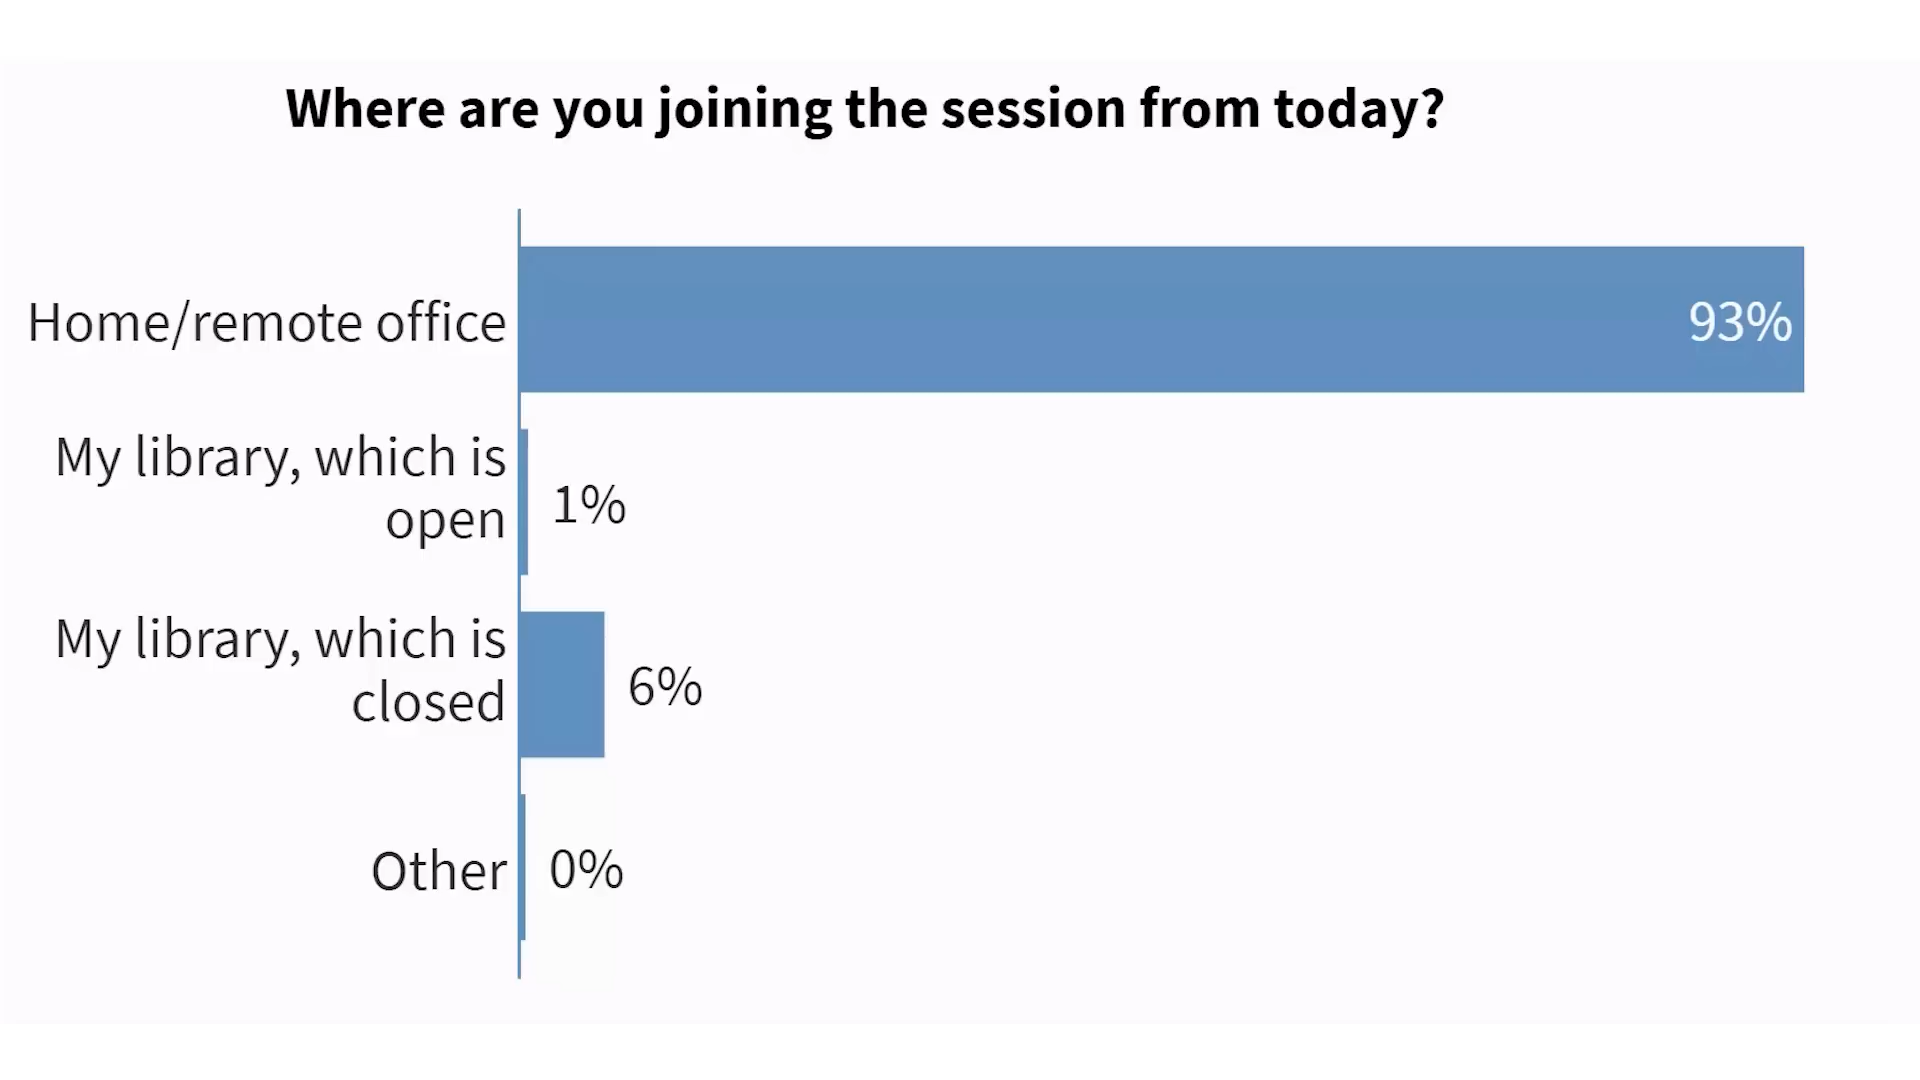 Where are you joining the session from today?
Home/remote office
93%
My library, which is
open
1%
My library, which is
closed
6%
Other
0%